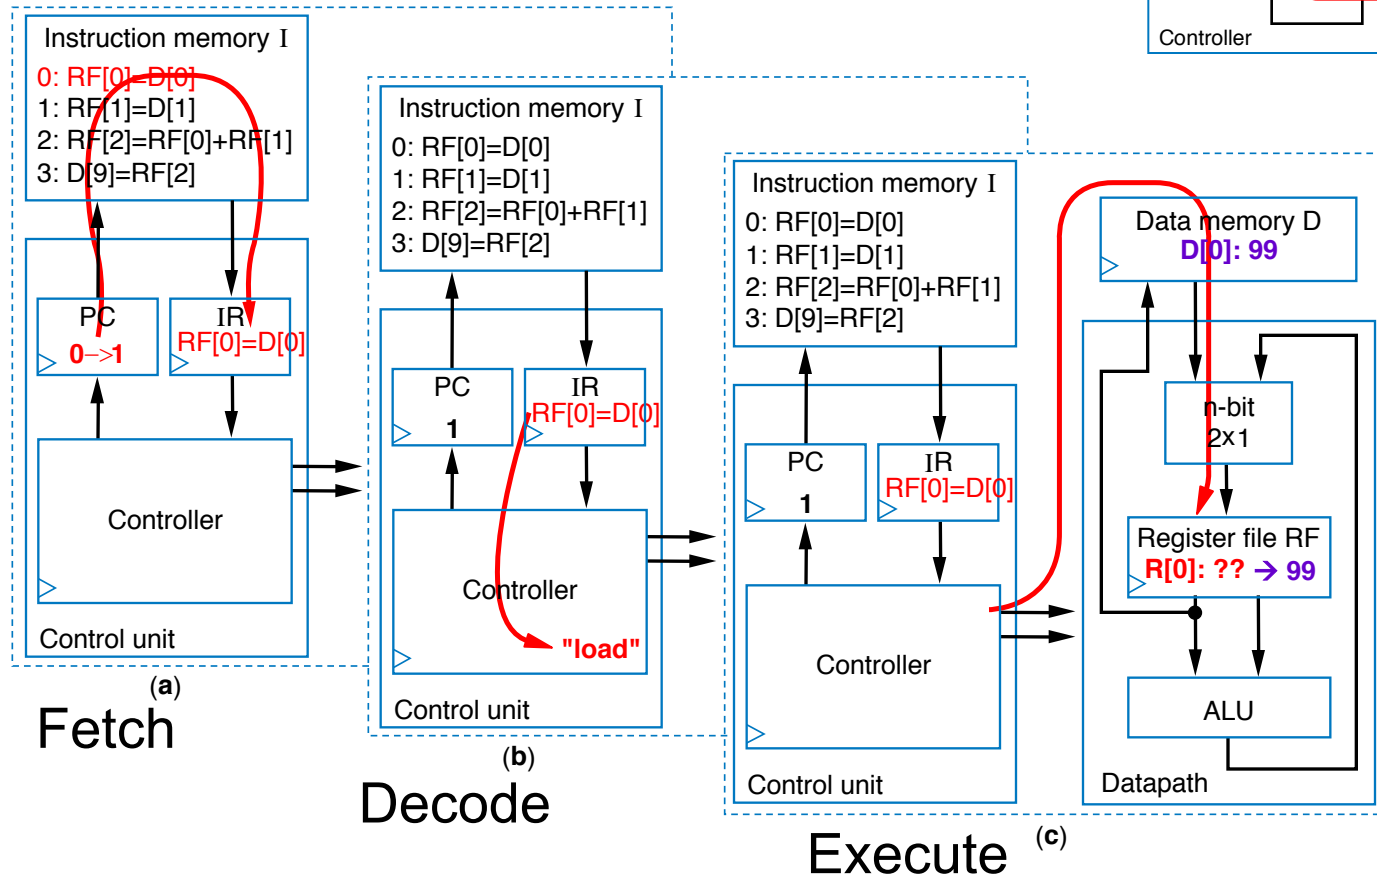 Controller
Instruction memory I
0: RF[0]=D[0]
1: RF[1]=D[1]
2: RF[2]=RF[0]+RF[1]
3: D[9]=RF[2]
PC
0->1
IR
RF[0]=D[0]
Controller
Control unit
(a)
Fetch
Instruction memory I
0: RF[0]=D[0]
1: RF[1]=D[1]
2: RF[2]=RF[0]+RF[1]
3: D[9]=RF[2]
PC
1
IR
RF[0]=D[0]
Controller
"load"
Control unit
(b)
Decode
Instruction memory I
0: RF[0]=D[0]
1: RF[1]=D[1]
2: RF[2]=RF[0]+RF[1]
3: D[9]=RF[2]
PC
1
IR
RF[0]=D[0]
Controller
Control unit
Data memory D
D[0]: 99
n-bit
2x1
Register file RF
R[0]: ?? → 99
ALU
Datapath
(c)
Execute